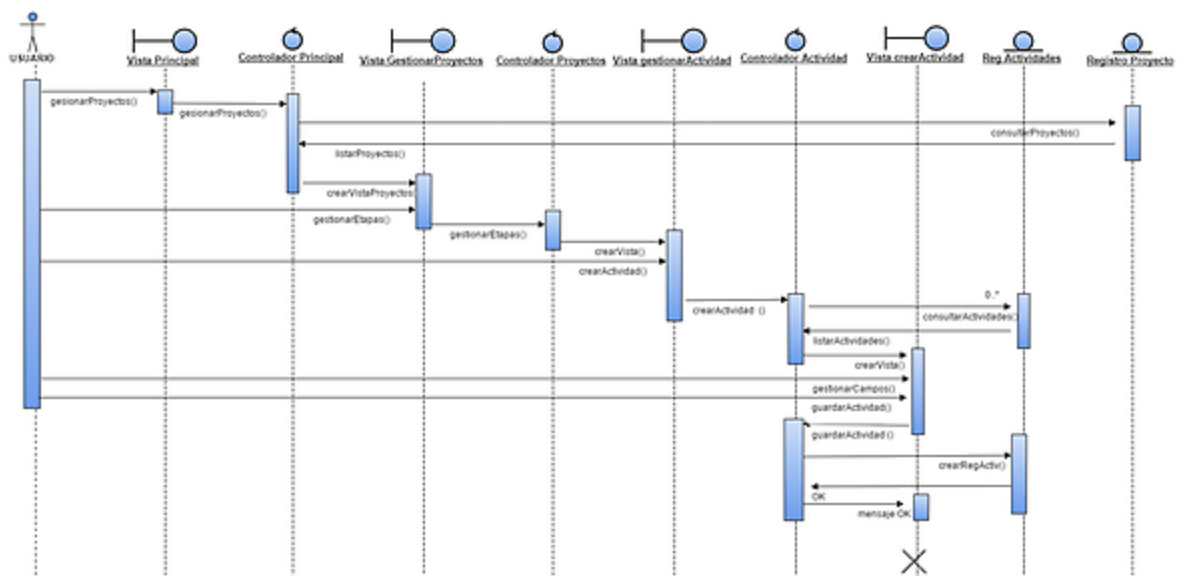 USUARIO
Vista Principal
Controlador Principal
Vista GestionarProyectos
Controlador Proyectos
Vista gestionarActividad
Controlador Actividad
Vista crearActividad
Reg.Actividades
Registro Proyecto
gesionarProyectos()
gesionarProyectos()
consultarProyectos()
listarProyectos()
crearVistaProyectos(
gestionarEtapas()
gestionarEtapas()
crearVista()
crearActividad()
0..*
crearActividad ()
consultarActividades()
listarActividades()
crearVista()
gestionarCampos()
guardarActividad()
guardarActividad ()
crearRegActiv()
OK
mensaje OK